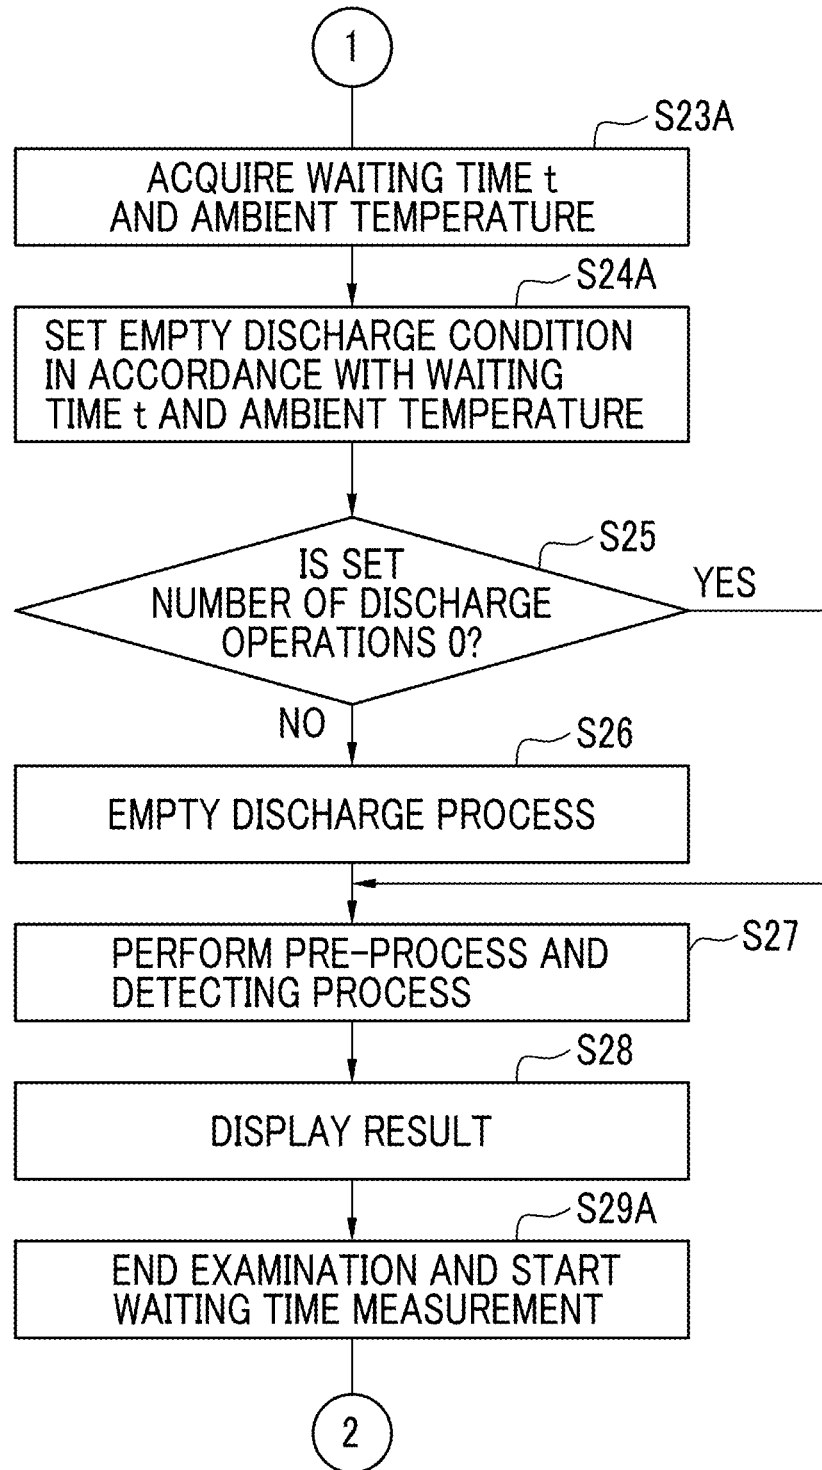 1
S23A
ACQUIRE WAITING TIME t
AND AMBIENT TEMPERATURE
S24A
SET EMPTY DISCHARGE CONDITION
IN ACCORDANCE WITH WAITING
TIME t AND AMBIENT TEMPERATURE
S25
IS SET
NUMBER OF DISCHARGE
OPERATIONS 0?
YES
NO
S26
EMPTY DISCHARGE PROCESS
S27
PERFORM PRE-PROCESS AND
DETECTING PROCESS
S28
DISPLAY RESULT
S29A
END EXAMINATION AND START
WAITING TIME MEASUREMENT
2